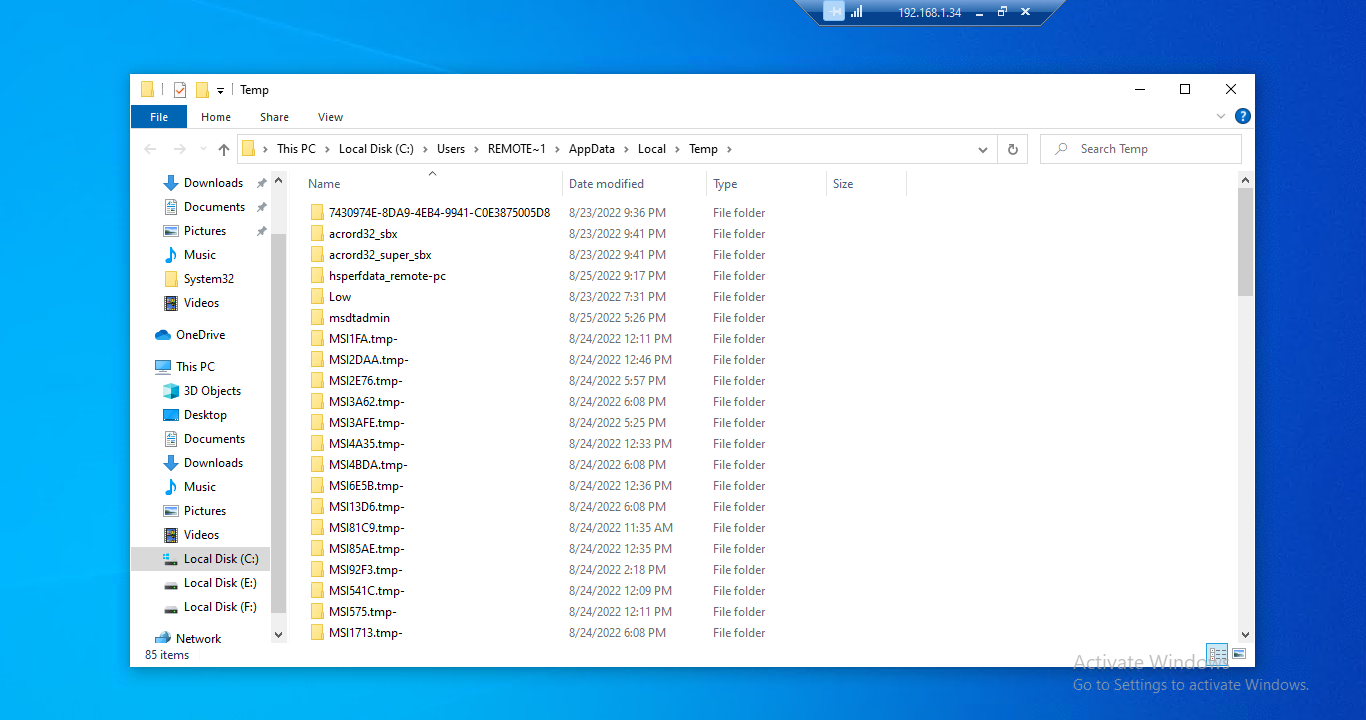 192.168.1.34
Temp
File Home Share View
This PC Local Disk (C:) Users REMOTE~1 AppData Local Temp
Search Temp
Downloads
Documents
Pictures
Music
System32
Videos
OneDrive
This PC
3D Objects
Desktop
Documents
Downloads
Music
Pictures
Videos
Local Disk (C:)
Local Disk (E:)
Local Disk (F:)
Network
Name Date modified Type Size
7430974E-8DA9-4EB4-9941-C0E3875005D8 8/23/2022 9:36 PM File folder
acrord32_sbx 8/23/2022 9:41 PM File folder
acrord32_super_sbx 8/23/2022 9:41 PM File folder
hsperfdata_remote-pc 8/25/2022 9:17 PM File folder
Low 8/23/2022 7:31 PM File folder
msdtadmin 8/25/2022 5:26 PM File folder
MSI1FA.tmp- 8/24/2022 12:11 PM File folder
MSI2DAA.tmp- 8/24/2022 12:46 PM File folder
MSI2E76.tmp- 8/24/2022 5:57 PM File folder
MSI3A62.tmp- 8/24/2022 6:08 PM File folder
MSI3AFE.tmp- 8/24/2022 5:25 PM File folder
MSI4A35.tmp- 8/24/2022 12:33 PM File folder
MSI4BDA.tmp- 8/24/2022 6:08 PM File folder
MSI6E5B.tmp- 8/24/2022 12:36 PM File folder
MSI13D6.tmp- 8/24/2022 6:08 PM File folder
MSI81C9.tmp- 8/24/2022 11:35 AM File folder
MSI85AE.tmp- 8/24/2022 12:35 PM File folder
MSI92F3.tmp- 8/24/2022 2:18 PM File folder
MSI541C.tmp- 8/24/2022 12:09 PM File folder
MSI575.tmp- 8/24/2022 12:11 PM File folder
MSI1713.tmp- 8/24/2022 6:08 PM File folder
85 items
Activate Windows
Go to Settings to activate Windows.